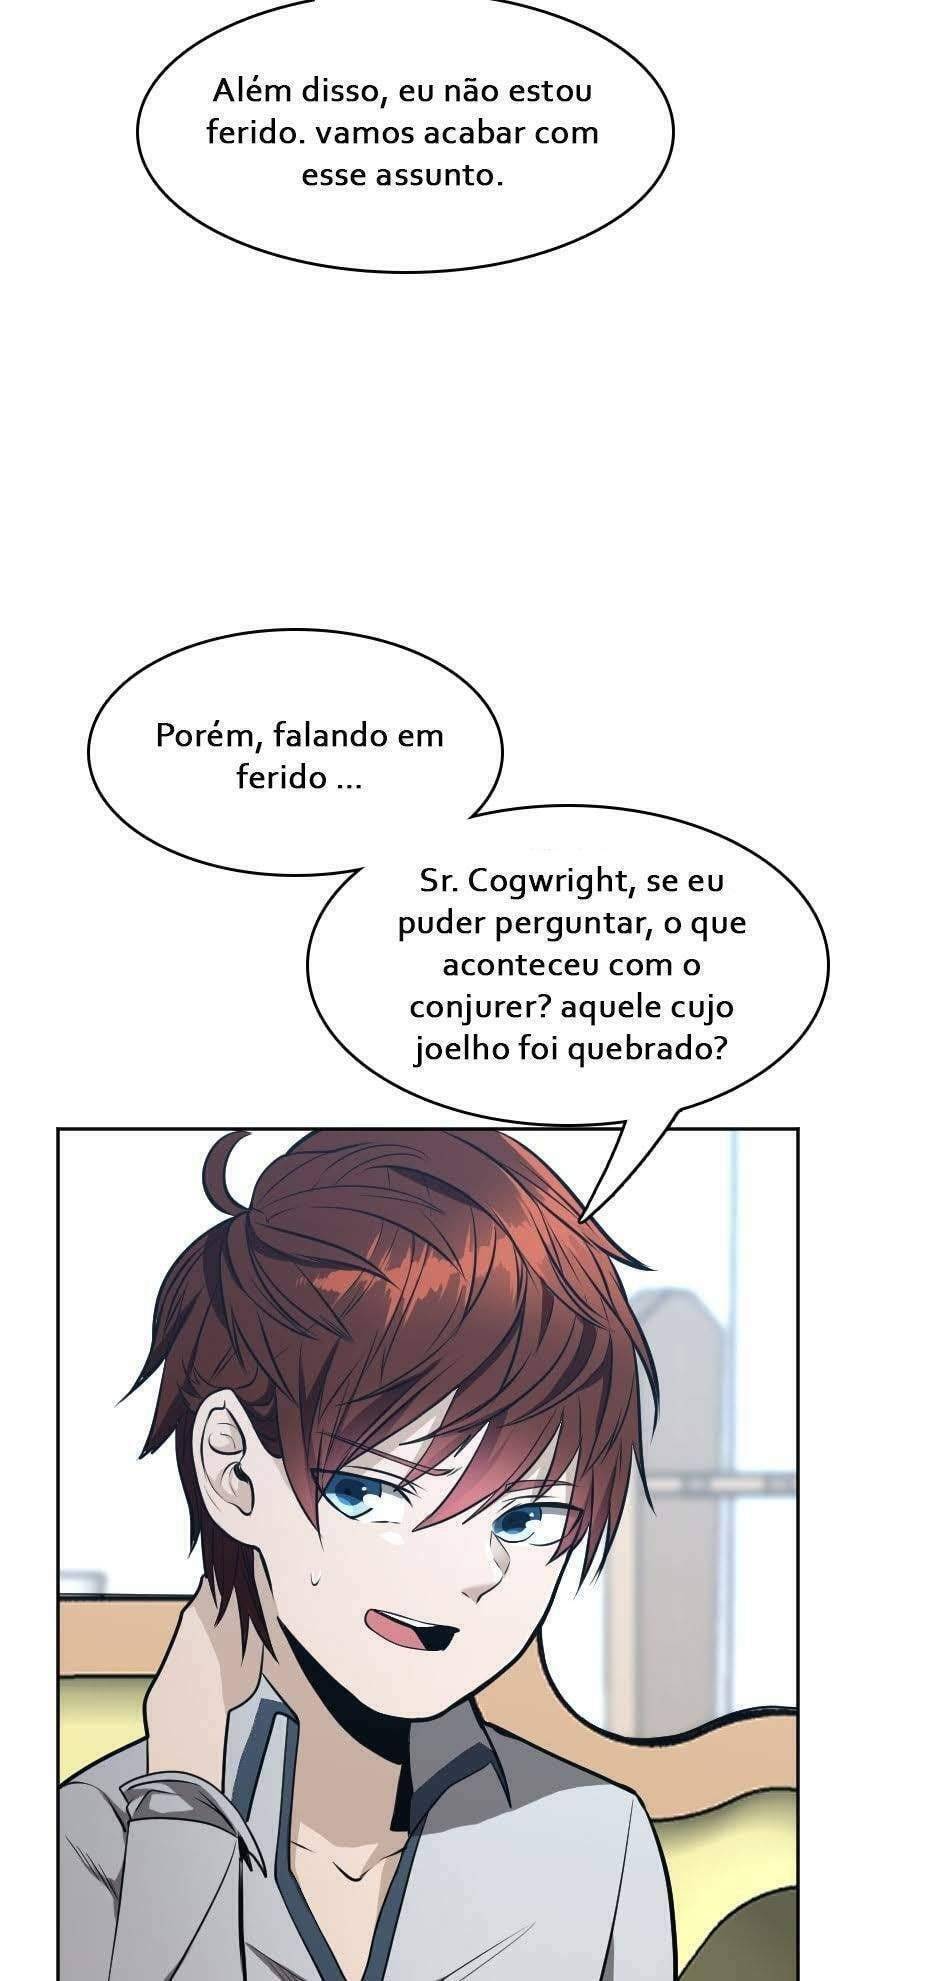 Além disso, eu não estou
ferido. vamos acabar com
esse assunto.
Porém, falando em
ferido ...
Sr. Cogwright, se eu
puder perguntar, o que
aconteceu com o
conjurer? aquele cujo
joelho foi quebrado?